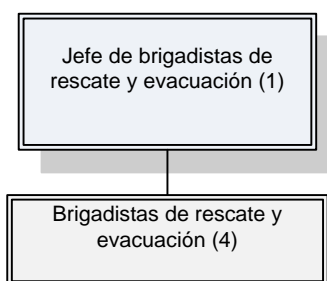 Jefe de brigadistas de
rescate y evacuación (1)
Brigadistas de rescate y
evacuación (4)